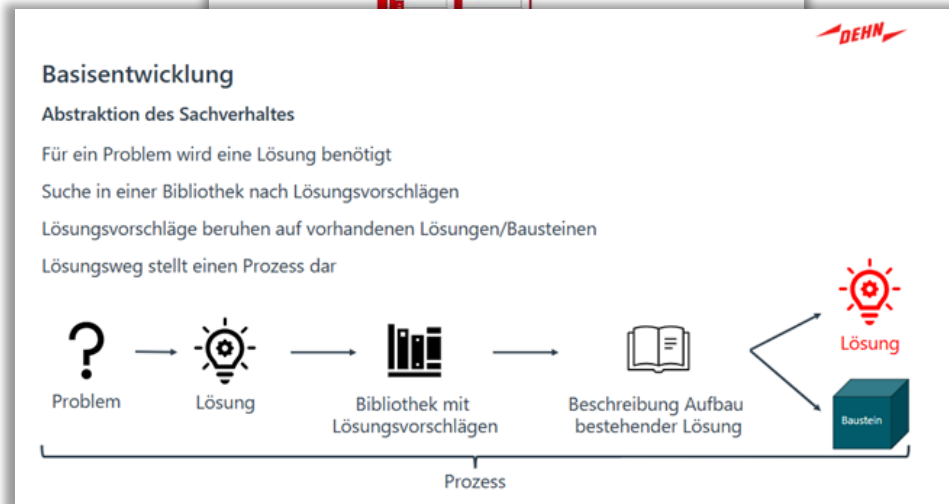 DEHN
Basisentwicklung
Abstraktion des Sachverhaltes
Für ein Problem wird eine Lösung benötigt
Suche in einer Bibliothek nach Lösungsvorschlägen
Lösungsvorschläge beruhen auf vorhandenen Lösungen/Bausteinen
Lösungsweg stellt einen Prozess dar
Problem
Lösung
Bibliothek mit
Lösungsvorschlägen
Beschreibung Aufbau
bestehender Lösung
Lösung
Baustein
Prozess